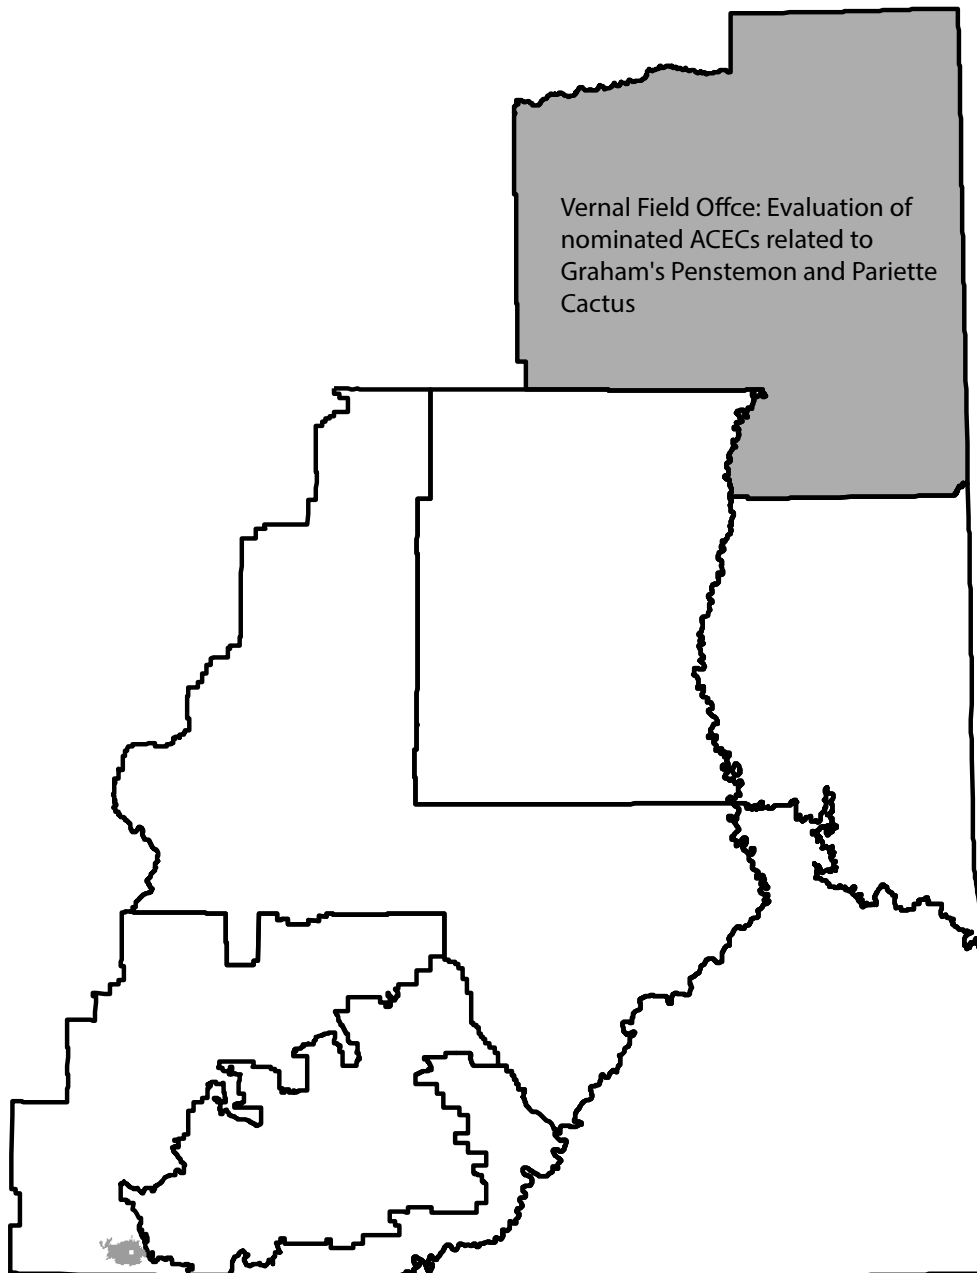 Vernal Field Offce: Evaluation of
nominated ACECs related to
Graham's Penstemon and Pariette
Cactus